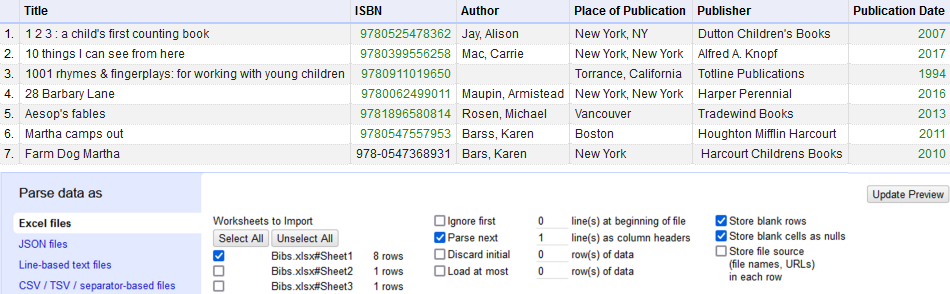 Title ISBN Author Place of Publication Publisher Publication Date
1. 1 2 3 : a child's first counting book 9780525478362 Jay, Alison New York, NY Dutton Children's Books 2007
2. 10 things I can see from here 9780399556258 Mac, Carrie New York, New York Alfred A. Knopf 2017
3. 1001 rhymes & fingerplays: for working with young children 9780911019650 Torrance, California Totline Publications 1994
4. 28 Barbary Lane 9780062499011 Maupin, Armistead New York, New York Harper Perennial 2016
5. Aesop's fables 9781896580814 Rosen, Michael Vancouver Tradewind Books 2013
6. Martha camps out 9780547557953 Barss, Karen Boston Houghton Mifflin Harcourt 2011
7. Farm Dog Martha 978-0547368931 Bars, Karen New York Harcourt Childrens Books 2010
Parse data as
Update Preview
Excel files
JSON files
Line-based text files
CSV / TSV / separator-based files
Worksheets to Import
Select All Unselect All
Bibs.xlsx#Sheet1 8 rows
Bibs.xlsx#Sheet2 1 rows
Bibs.xlsx#Sheet3 1 rows
Ignore first 0 line(s) at beginning of file
Parse next 1 line(s) as column headers
Discard initial 0 row(s) of data
Load at most 0 row(s) of data
Store blank rows
Store blank cells as nulls
Store file source
(file names, URLs)
in each row